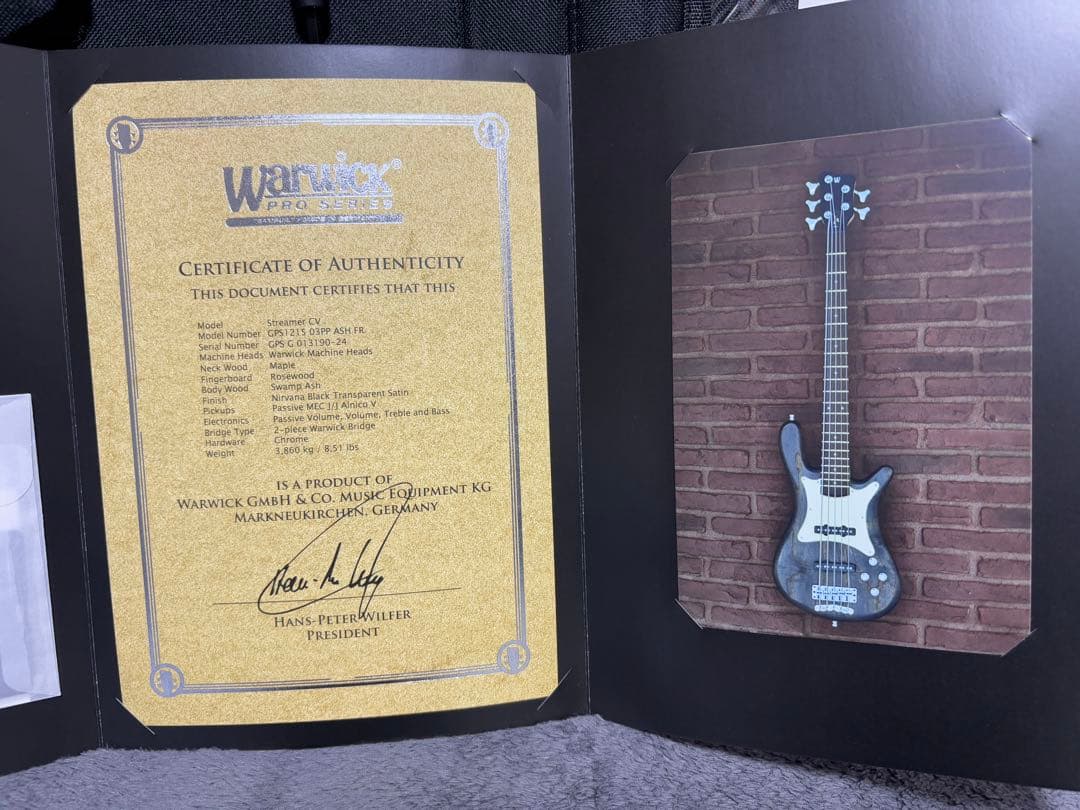 Warwick®
PRO SERIES
CERTIFICATE OF AUTHENTICITY
THIS DOCUMENT CERTIFIES THAT THIS
Model Streamer CV
Model Number GPS1215 03PP ASH FR
Serial Number GPS G 013190-24
Machine Heads Warwick Machine Heads
Neck Wood Maple
Fingerboard Rosewood
Body Wood Swamp Ash
Finish Nirvana Black Transparent Satin
Pickups Passive MEC J/J Alnico V
Electronics Passive Volume, Volume, Treble and Bass
Bridge Type 2-piece Warwick Bridge
Hardware Chrome
Weight 3,860 kg / 8.51 lbs
IS A PRODUCT OF
WARWICK GMBH & CO. MUSIC EQUIPMENT KG
MARKNEUKIRCHEN, GERMANY
HANS-PETER WILFER
PRESIDENT
W